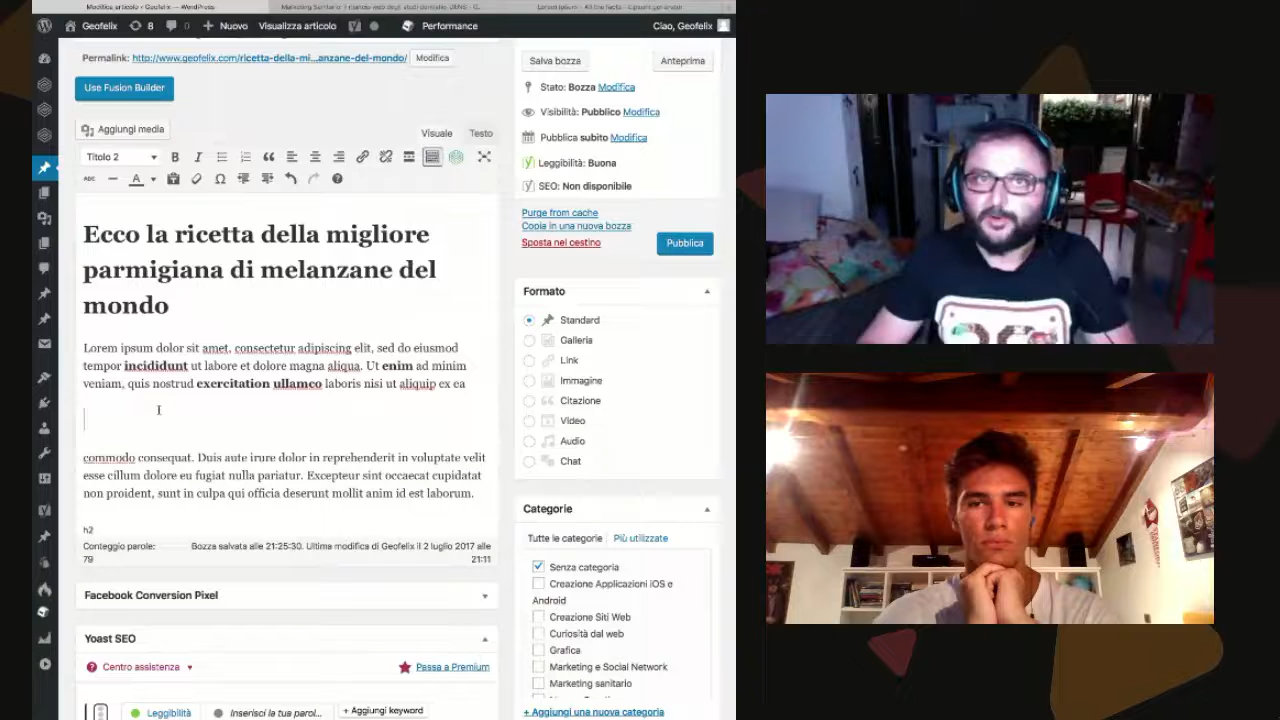 Modifica articolo ‹ Geofelix — WordPress
Geofelix 8 0 Nuovo Visualizza articolo Performance Ciao, Geofelix
Permalink: http://www.geofelix.com/ricetta-della-mi...anzane-del-mondo/ Modifica
Use Fusion Builder
Aggiungi media
Visuale Testo
Titolo 2
ABC
Ecco la ricetta della migliore
parmigiana di melanzane del
mondo
Lorem ipsum dolor sit amet, consectetur adipiscing elit, sed do eiusmod
tempor incididunt ut labore et dolore magna aliqua. Ut enim ad minim
veniam, quis nostrud exercitation ullamco laboris nisi ut aliquip ex ea
commodo consequat. Duis aute irure dolor in reprehenderit in voluptate velit
esse cillum dolore eu fugiat nulla pariatur. Excepteur sint occaecat cupidatat
non proident, sunt in culpa qui officia deserunt mollit anim id est laborum.
h2
Conteggio parole: Bozza salvata alle 21:25:30. Ultima modifica di Geofelix il 2 luglio 2017 alle
79 21:11
Facebook Conversion Pixel
Yoast SEO
Centro assistenza Passa a Premium
Leggibilità Inserisci la tua parol... + Aggiungi keyword
Salva bozza Anteprima
Stato: Bozza Modifica
Visibilità: Pubblico Modifica
Pubblica subito Modifica
Leggibilità: Buona
SEO: Non disponibile
Purge from cache
Copia in una nuova bozza
Sposta nel cestino Pubblica
Formato
Standard
Galleria
Link
Immagine
Citazione
Video
Audio
Chat
Categorie
Tutte le categorie Più utilizzate
Senza categoria
Creazione Applicazioni iOS e
Android
Creazione Siti Web
Curiosità dal web
Grafica
Marketing e Social Network
Marketing sanitario
+ Aggiungi una nuova categoria